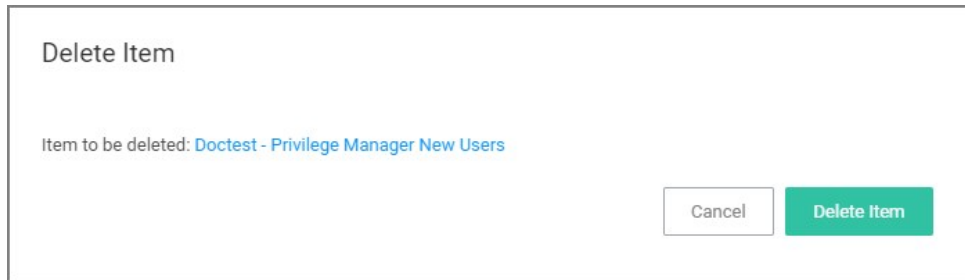 Delete Item
Item to be deleted: Doctest - Privilege Manager New Users
Cancel
Delete Item